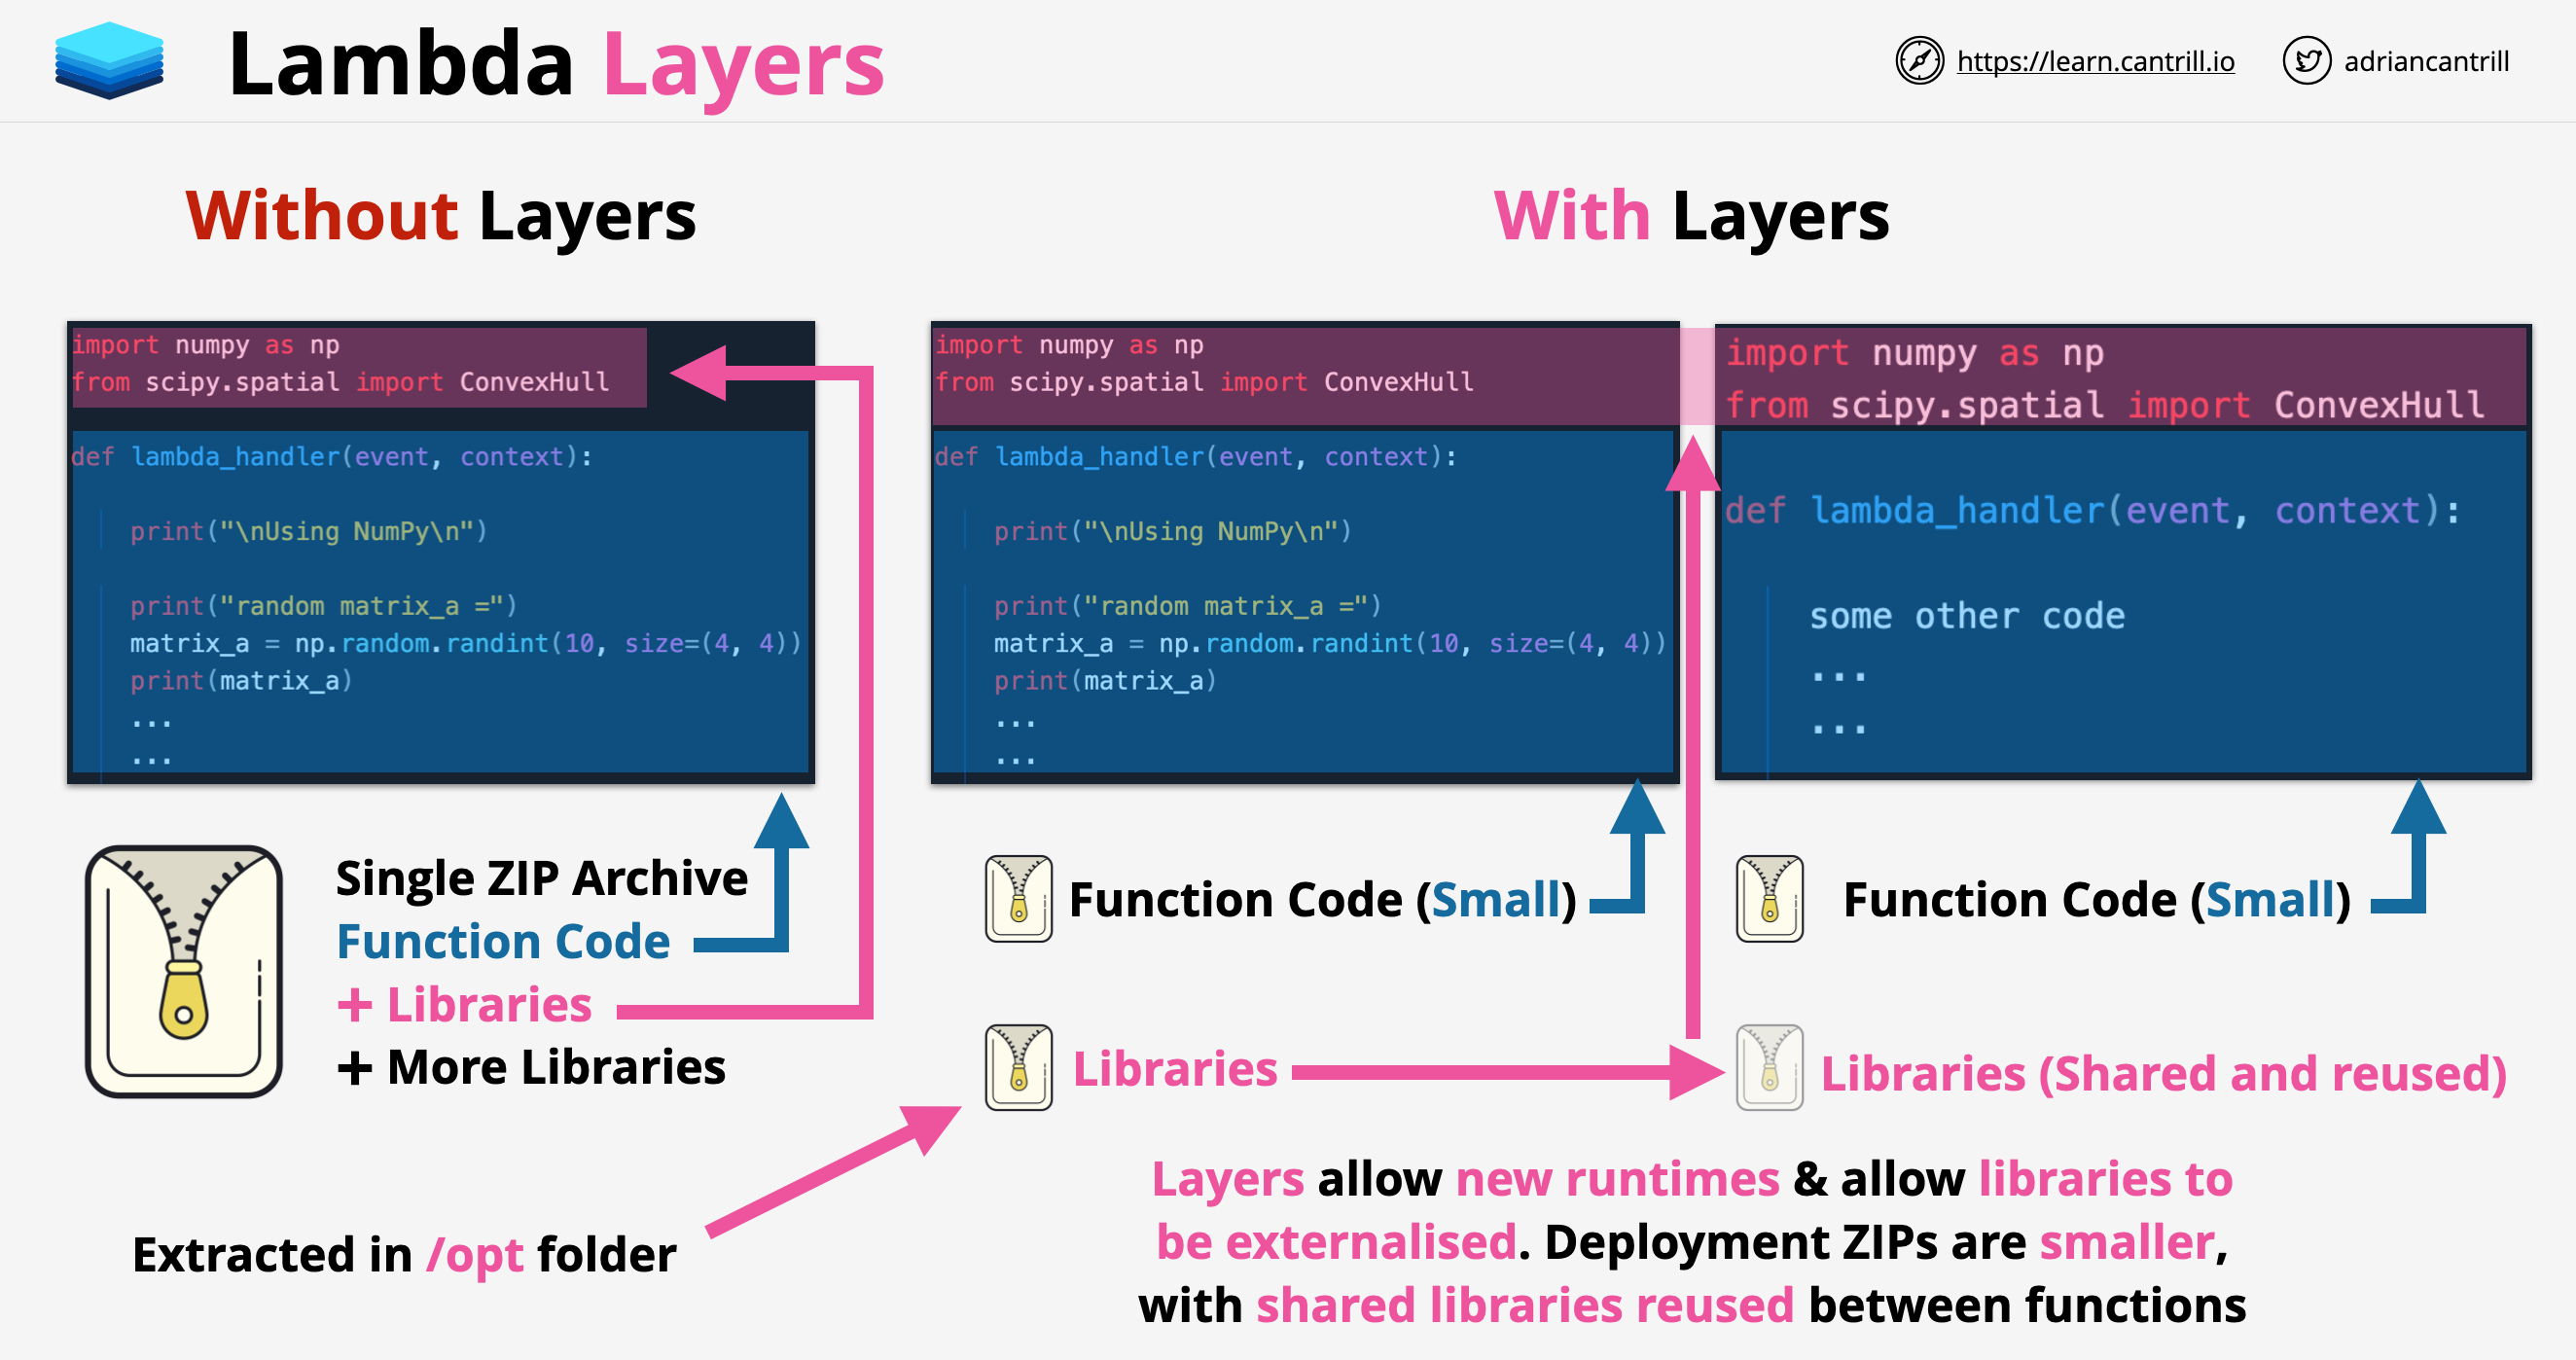 Lambda Layers
https://learn.cantrill.io
adriancantrill
Without Layers
import numpy as np
from scipy.spatial import ConvexHull
def lambda_handler(event, context):
print("\nUsing NumPy\n")
print("random matrix_a =")
matrix_a = np.random.randint(10, size=(4, 4))
print(matrix_a)
...
...
Single ZIP Archive
Function Code
+ Libraries
+ More Libraries
Extracted in /opt folder
With Layers
import numpy as np
from scipy.spatial import ConvexHull
def lambda_handler(event, context):
print("\nUsing NumPy\n")
print("random matrix_a =")
matrix_a = np.random.randint(10, size=(4, 4))
print(matrix_a)
...
...
import numpy as np
from scipy.spatial import ConvexHull
def lambda_handler(event, context):
some other code
...
...
Function Code (Small)
Function Code (Small)
Libraries
Libraries (Shared and reused)
Layers allow new runtimes & allow libraries to
be externalised. Deployment ZIPs are smaller,
with shared libraries reused between functions